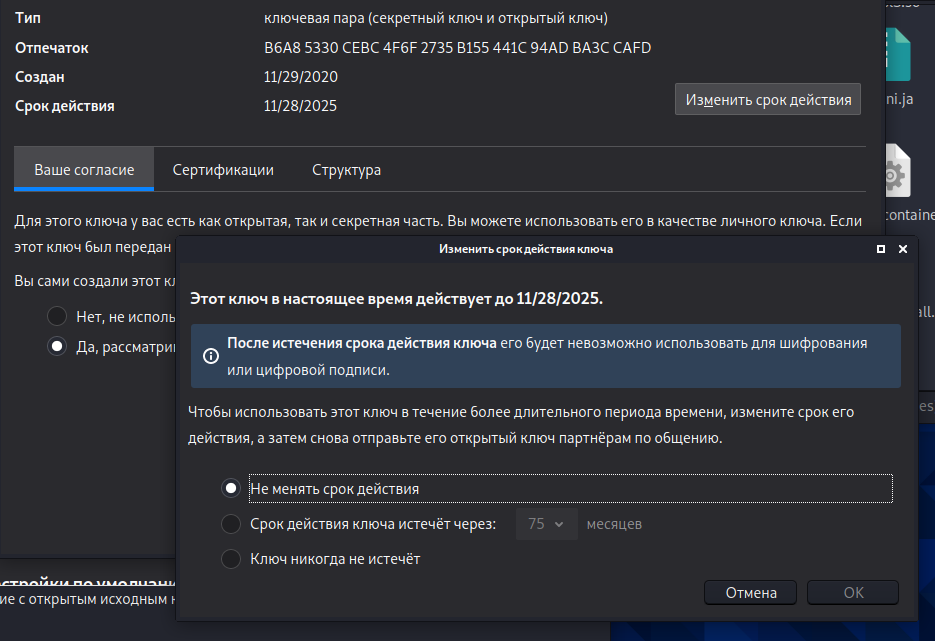 Тип ключевая пара (секретный ключ и открытый ключ)
Отпечаток B6A8 5330 CEBC 4F6F 2735 B155 441C 94AD BA3C CAFD
Создан 11/29/2020
Срок действия 11/28/2025
Изменить срок действия
ni.ja
Ваше согласие Сертификации Структура
container
Для этого ключа у вас есть как открытая, так и секретная часть. Вы можете использовать его в качестве личного ключа. Если
этот ключ был передан
Вы сами создали этот кл
Нет, не исполь
Да, рассматри
Изменить срок действия ключа
Этот ключ в настоящее время действует до 11/28/2025.
После истечения срока действия ключа его будет невозможно использовать для шифрования
или цифровой подписи.
Чтобы использовать этот ключ в течение более длительного периода времени, измените срок его
действия, а затем снова отправьте его открытый ключ партнёрам по общению.
Не менять срок действия
Срок действия ключа истечёт через: 75 месяцев
Ключ никогда не истечёт
Отмена OK
all.
es
стройки по умолчани
ие с открытым исходным к